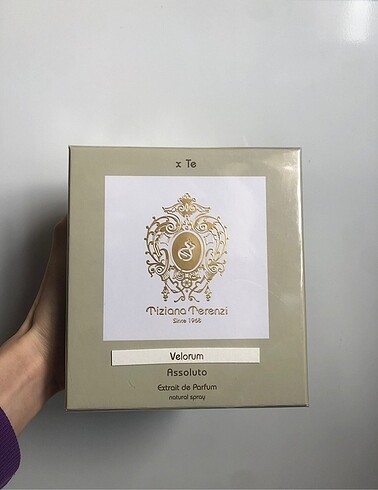 x Te
Tiziana Terenzi
Since 1968
Velorum
Assoluto
Extrait de Parfum
natural spray